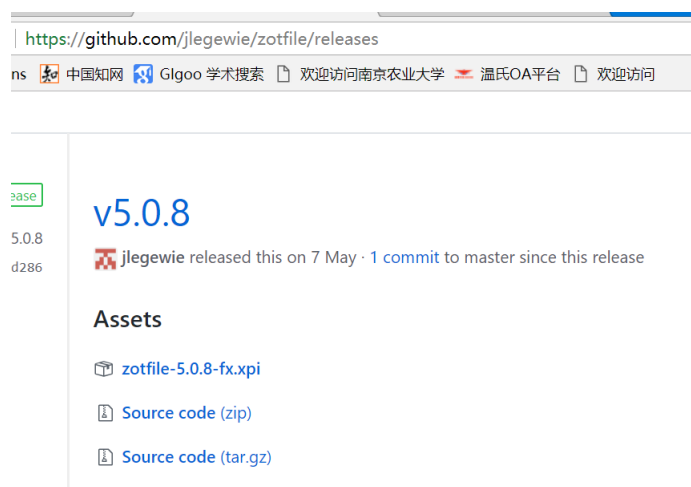 https://github.com/jlegewie/zotfile/releases
ns 中国知网 Glgoo 学术搜索 欢迎访问南京农业大学 温氏OA平台 欢迎访问
ease
v5.0.8
5.0.8
jlegewie released this on 7 May · 1 commit to master since this release
d286
Assets
zotfile-5.0.8-fx.xpi
Source code (zip)
Source code (tar.gz)